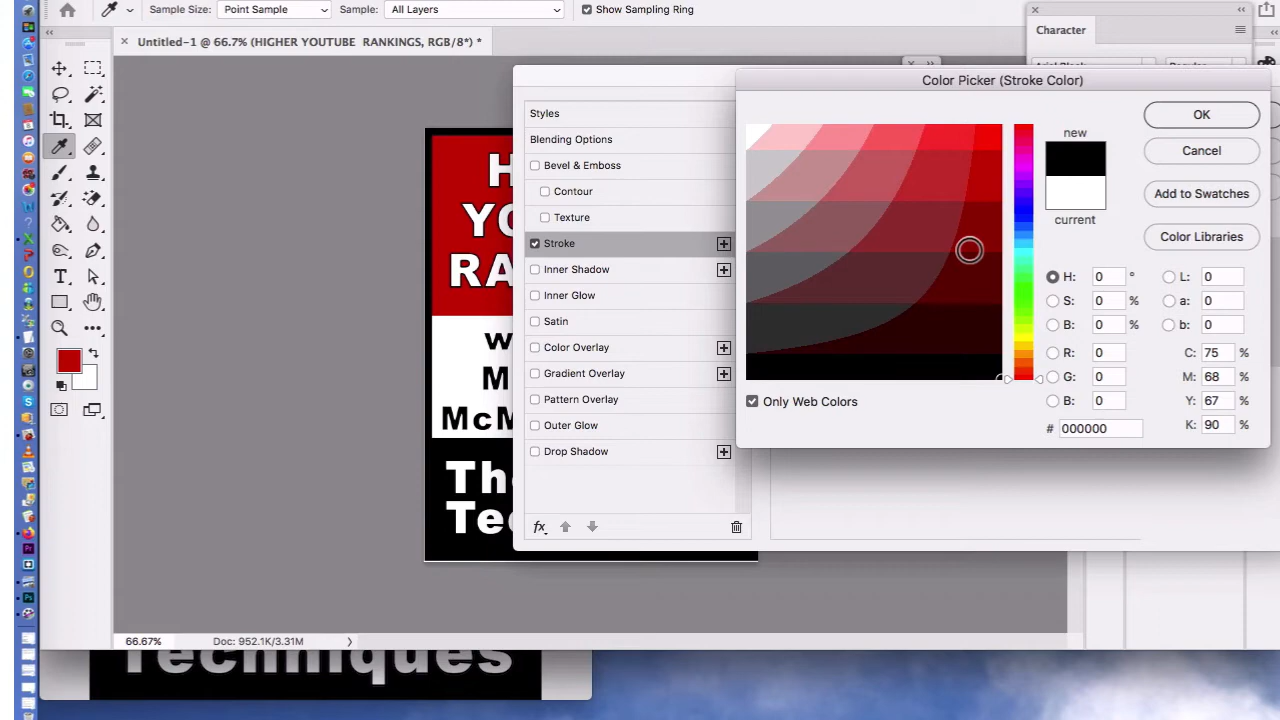 Sample Size: Point Sample Sample: All Layers Show Sampling Ring
Untitled-1 @ 66.7% (HIGHER YOUTUBE RANKINGS, RGB/8*) *
Character
Color Picker (Stroke Color)
Styles
Blending Options
Bevel & Emboss
Contour
Texture
Stroke
Inner Shadow
Inner Glow
Satin
Color Overlay
Gradient Overlay
Pattern Overlay
Outer Glow
Drop Shadow
fx
OK
Cancel
Add to Swatches
Color Libraries
new
current
H: 0 °
S: 0 %
B: 0 %
R: 0
G: 0
B: 0
L: 0
a: 0
b: 0
C: 75 %
M: 68 %
Y: 67 %
K: 90 %
# 000000
Only Web Colors
H
YO
RA
w
M
McM
The
Tec
66.67% Doc: 952.1K/3.31M
Techniques